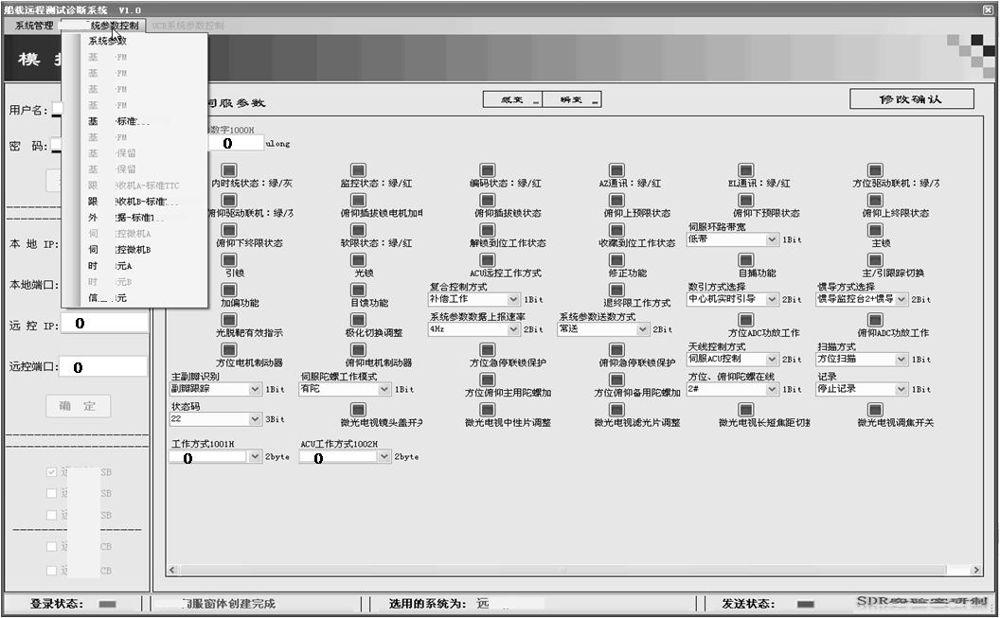 船载远程测试诊断系统 V1.0
系统管理 统参数控制 UCB系统参数控制
系统参数
基 -FM
基 -FM
基 -FM
基 -FM
基 -标准
基 -FM
基 -保留
基 -保留
跟 收机A-标准TTC
跟 收机B-标准
外 据-标准T
伺 控微机A
伺 控微机B
时 元A
时 元B
信 元
模
用户名:
密 码:
本 地 IP:
本地端口:
远 控 IP: 0
远控端口: 0
确 定
SB
SB
SB
CB
CB
伺服参数 缓变 瞬变 修改确认
数字1000H
0 ulong
内时统状态:绿/灰 监控状态:绿/红 编码状态:绿/红 AZ通讯:绿/红 EL通讯:绿/红 方位驱动联机:绿/
俯仰驱动联机:绿/ 俯仰插拔锁电机加 俯仰插拔锁状态 俯仰上预限状态 俯仰下预限状态 俯仰上终限状态
俯仰下终限状态 软限状态:绿/红 解锁到位工作状态 收藏到位工作状态 伺服环路带宽 低带 1Bit 主锁
引锁 光锁 ACU远控工作方式 修正功能 自捕功能 主/引跟踪切换
加偏功能 目馈功能 复合控制方式 补偿工作 1Bit 退终限工作方式 数引方式选择 中心机实时引导 2Bit 惯导方式选择 惯导监控台2+惯导 2Bit
光脱靶有效指示 极化切换调整 系统参数数据上报速率 4Hz 2Bit 系统参数送数方式 常送 2Bit 方位ADC功放工作 俯仰ADC功放工作
方位电机制动器 俯仰电机制动器 方位急停联锁保护 俯仰急停联锁保护 天线控制方式 伺服ACU控制 2Bit 扫描方式 方位扫描 2Bit
主副瓣识别 副瓣跟踪 1Bit 伺服陀螺工作模式 有陀 1Bit 方位俯仰主用陀螺加 方位俯仰备用陀螺加 方位、俯仰陀螺在线 2# 2Bit 记录 停止记录 1Bit
状态码 22 3Bit 微光电视镜头盖开 微光电视中性片调整 微光电视滤光片调整 微光电视长短焦距切 微光电视调焦开关
工作方式1001H ACU工作方式1002H
0 2byte 0 2byte
登录状态: 伺服窗体创建完成 选用的系统为: 远 发送状态: